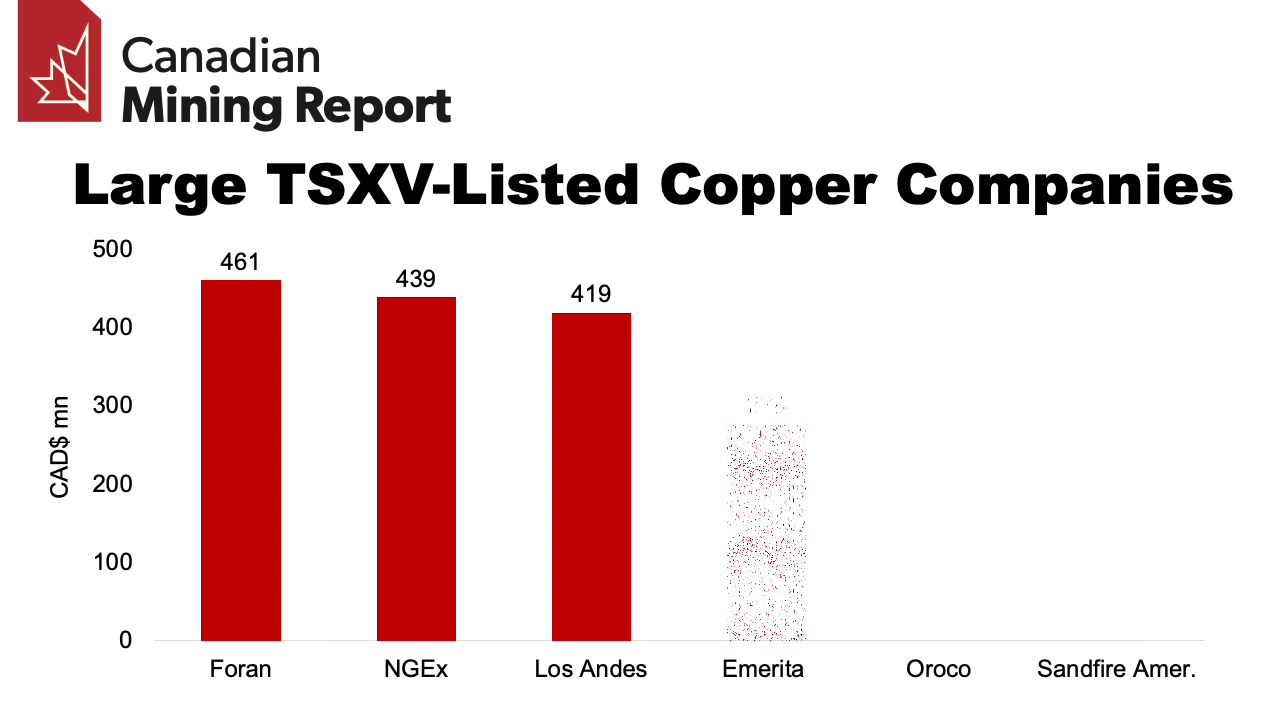 Canadian
Mining Report
Large TSXV-Listed Copper Companies
500
400
300
200
100
0
CAD$ mn
461
439
419
Foran
NGEx
Los Andes
Emerita
Oroco
Sandfire Amer.